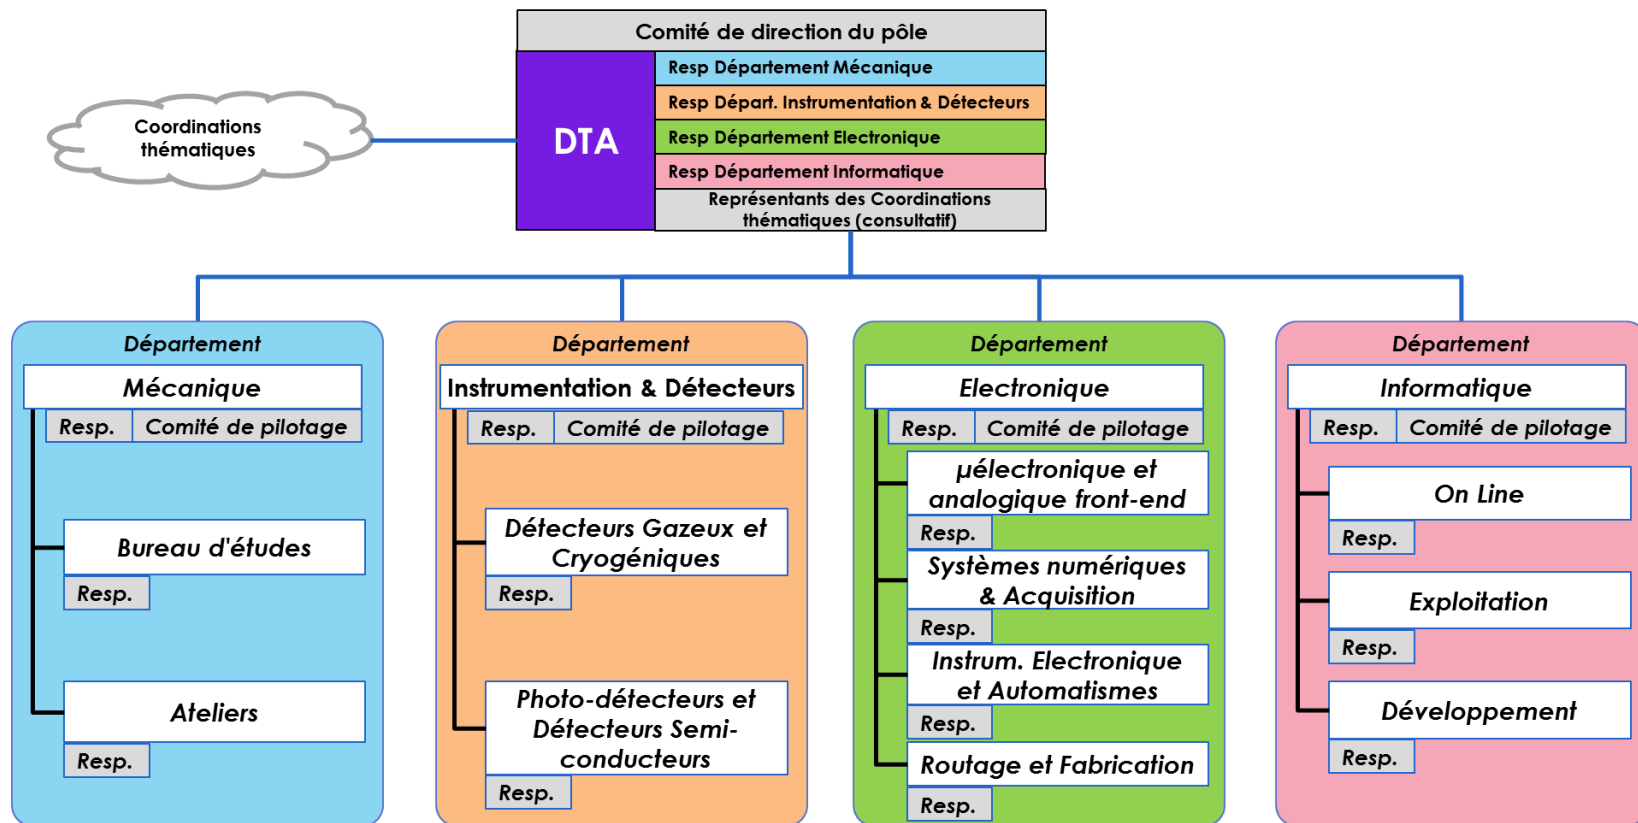 Comité de direction du pôle
Coordinations
thématiques
DTA
Resp Département Mécanique
Resp Départ. Instrumentation & Détecteurs
Resp Département Electronique
Resp Département Informatique
Représentants des Coordinations
thématiques (consultatif)
Département
Mécanique
Resp. Comité de pilotage
Bureau d'études
Resp.
Ateliers
Resp.
Département
Instrumentation & Détecteurs
Resp. Comité de pilotage
Détecteurs Gazeux et
Cryogéniques
Resp.
Photo-détecteurs et
Détecteurs Semi-
conducteurs
Resp.
Département
Electronique
Resp. Comité de pilotage
µélectronique et
analogique front-end
Resp.
Systèmes numériques
& Acquisition
Resp.
Instrum. Electronique
et Automatismes
Resp.
Routage et Fabrication
Resp.
Département
Informatique
Resp. Comité de pilotage
On Line
Resp.
Exploitation
Resp.
Développement
Resp.